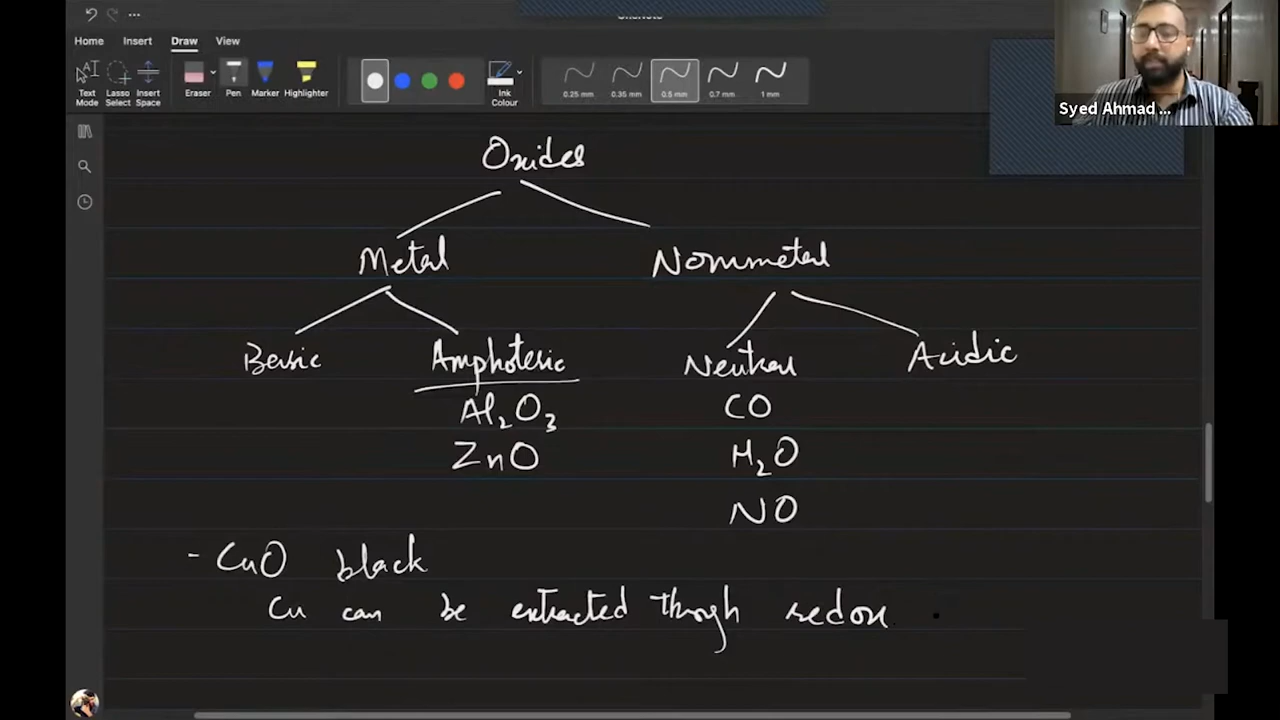 OneNote
Home Insert Draw View
Text Mode Lasso Select Insert Space Eraser Pen Marker Highlighter Ink Colour 0.25 mm 0.35 mm 0.5 mm 0.7 mm 1 mm
Syed Ahmad ...
Oxides
Metal Nonmetal
Basic Amphoteric Neutral Acidic
Al₂O₃ CO
ZnO H₂O
NO
- CuO black
Cu can be extracted through redox